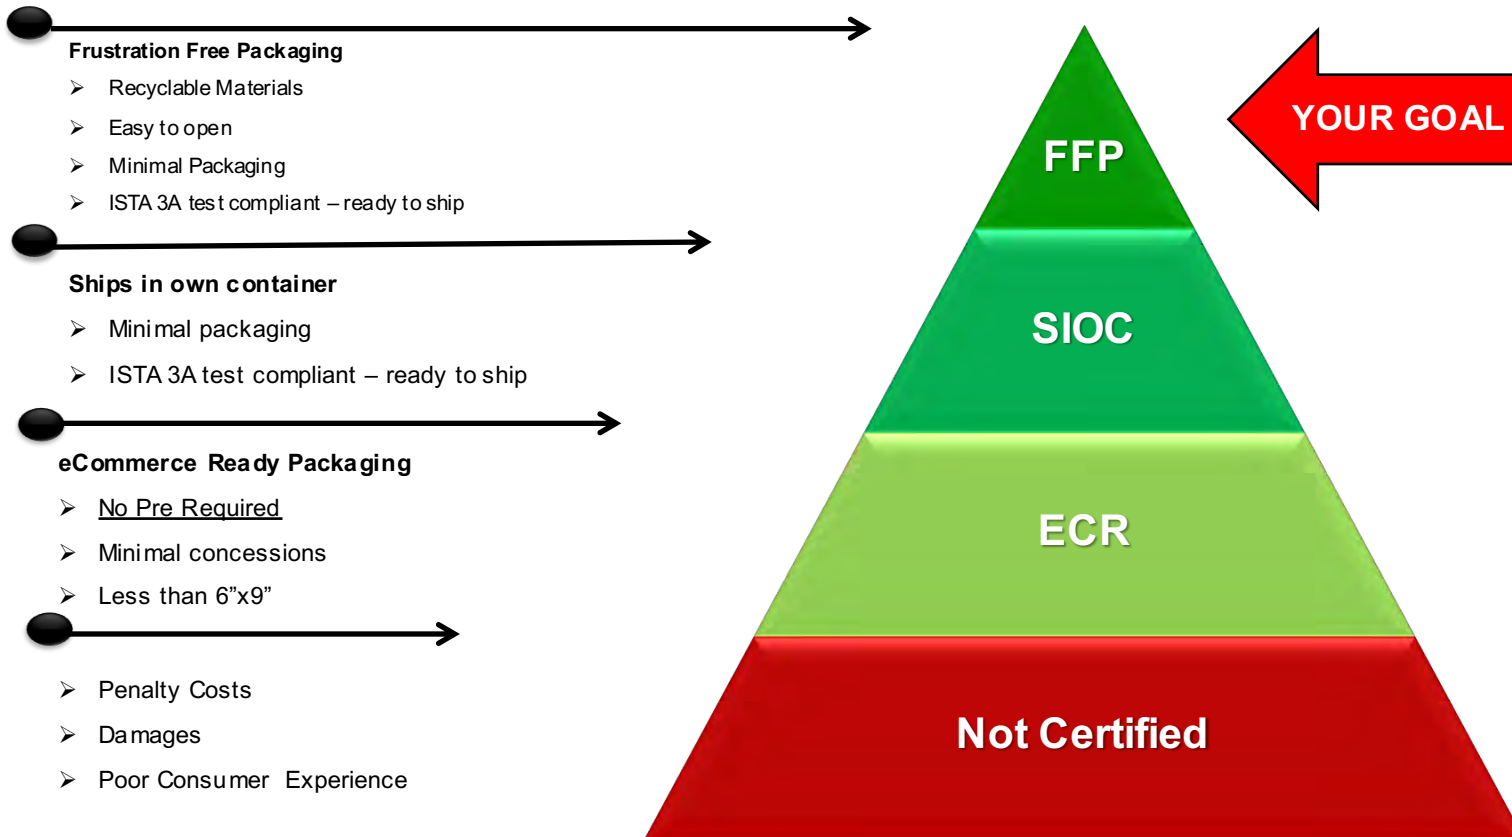 Frustration Free Packaging
➢ Recyclable Materials
➢ Easy to open
➢ Minimal Packaging
➢ ISTA 3A test compliant – ready to ship
Ships in own container
➢ Minimal packaging
➢ ISTA 3A test compliant – ready to ship
eCommerce Ready Packaging
➢ No Pre Required
➢ Minimal concessions
➢ Less than 6”x9”
➢ Penalty Costs
➢ Damages
➢ Poor Consumer Experience
FFP
SIOC
ECR
Not Certified
YOUR GOAL